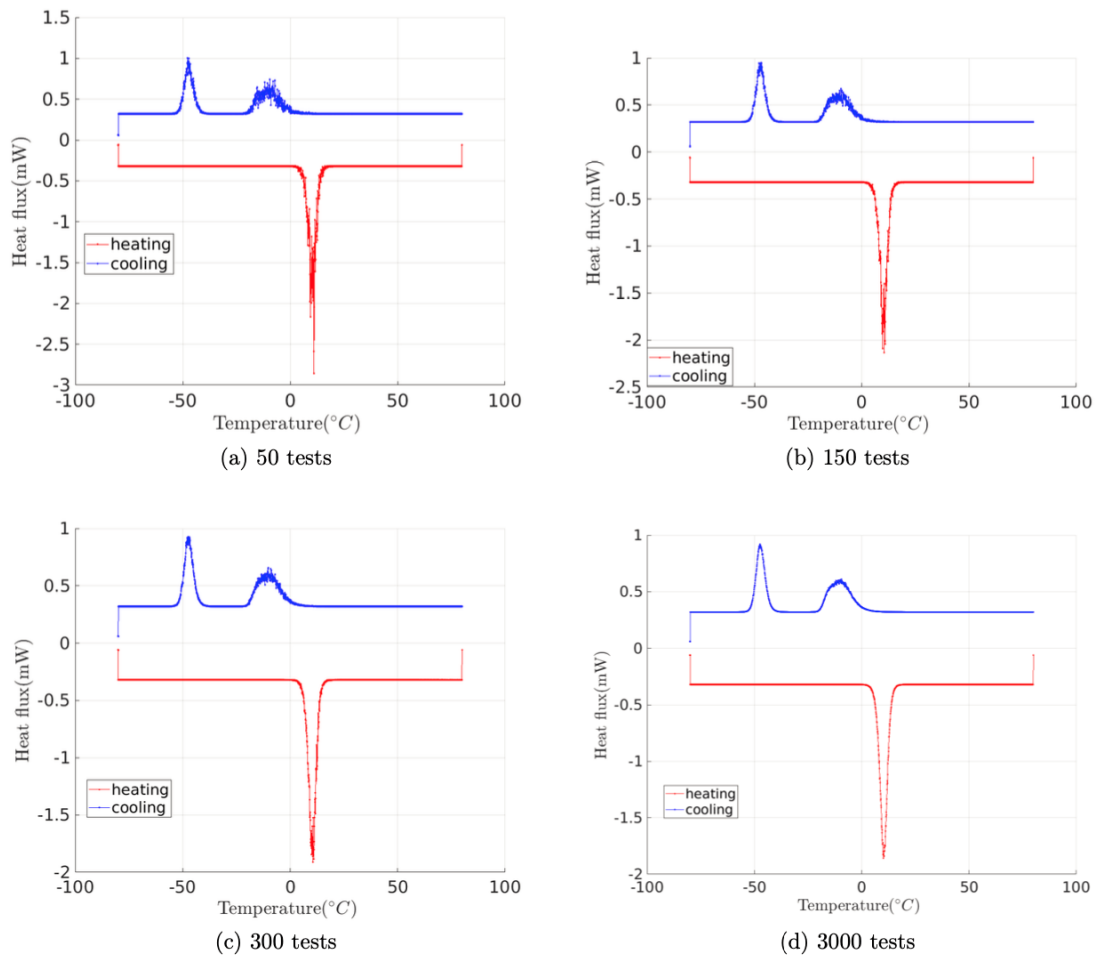 1.5
1
0.5
0
-0.5
-1
-1.5
-2
-2.5
-3
Heat flux(mW)
heating
cooling
-100 -50 0 50 100
Temperature(°C)
(a) 50 tests
1
0.5
0
-0.5
-1
-1.5
-2
-2.5
Heat flux(mW)
heating
cooling
-100 -50 0 50 100
Temperature(°C)
(b) 150 tests
1
0.5
0
-0.5
-1
-1.5
-2
Heat flux(mW)
heating
cooling
-100 -50 0 50 100
Temperature(°C)
(c) 300 tests
1
0.5
0
-0.5
-1
-1.5
-2
Heat flux(mW)
heating
cooling
-100 -50 0 50 100
Temperature(°C)
(d) 3000 tests